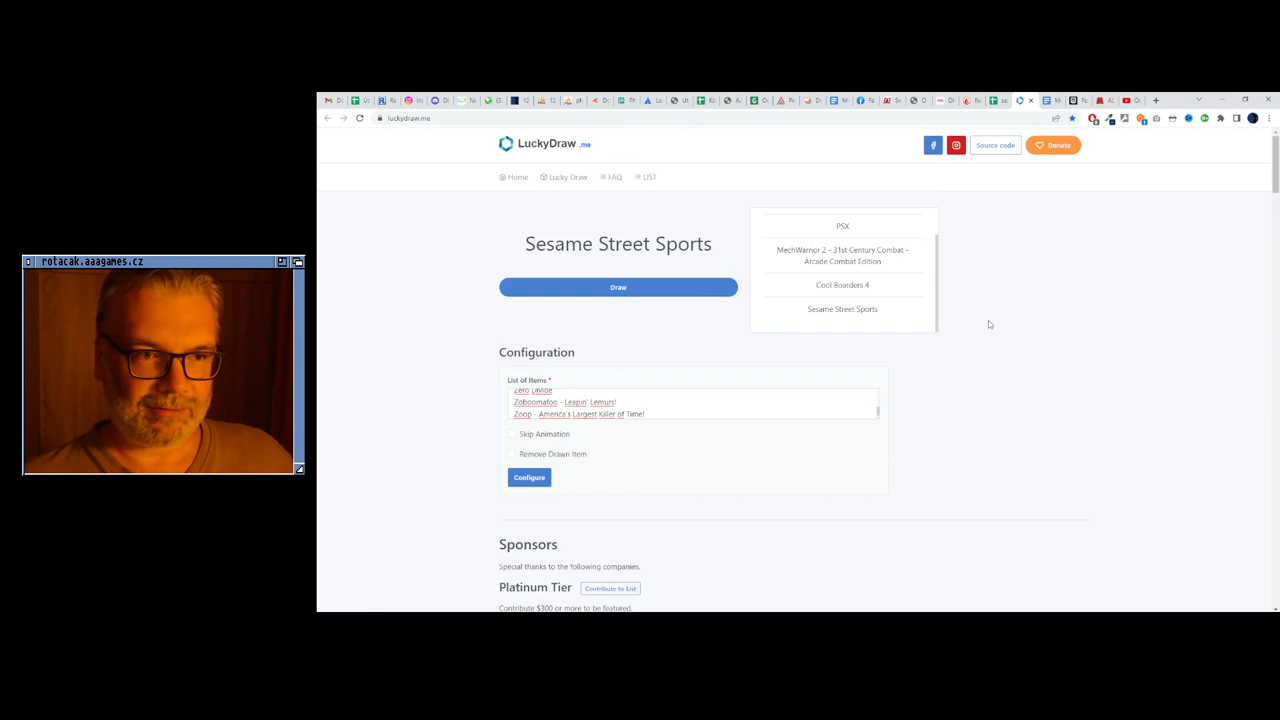 luckydraw.me
LuckyDraw .me
Source code
Donate
Home
Lucky Draw
FAQ
LIST
Sesame Street Sports
Draw
PSX
MechWarrior 2 - 31st Century Combat -
Arcade Combat Edition
Cool Boarders 4
Sesame Street Sports
rotacak.aaagames.cz
Configuration
List of Items *
Zero Divide
Zoboomafoo - Leapin' Lemurs!
Zoop - America's Largest Killer of Time!
Skip Animation
Remove Drawn Item
Configure
Sponsors
Special thanks to the following companies.
Platinum Tier
Contribute to List
Contribute $300 or more to be featured.